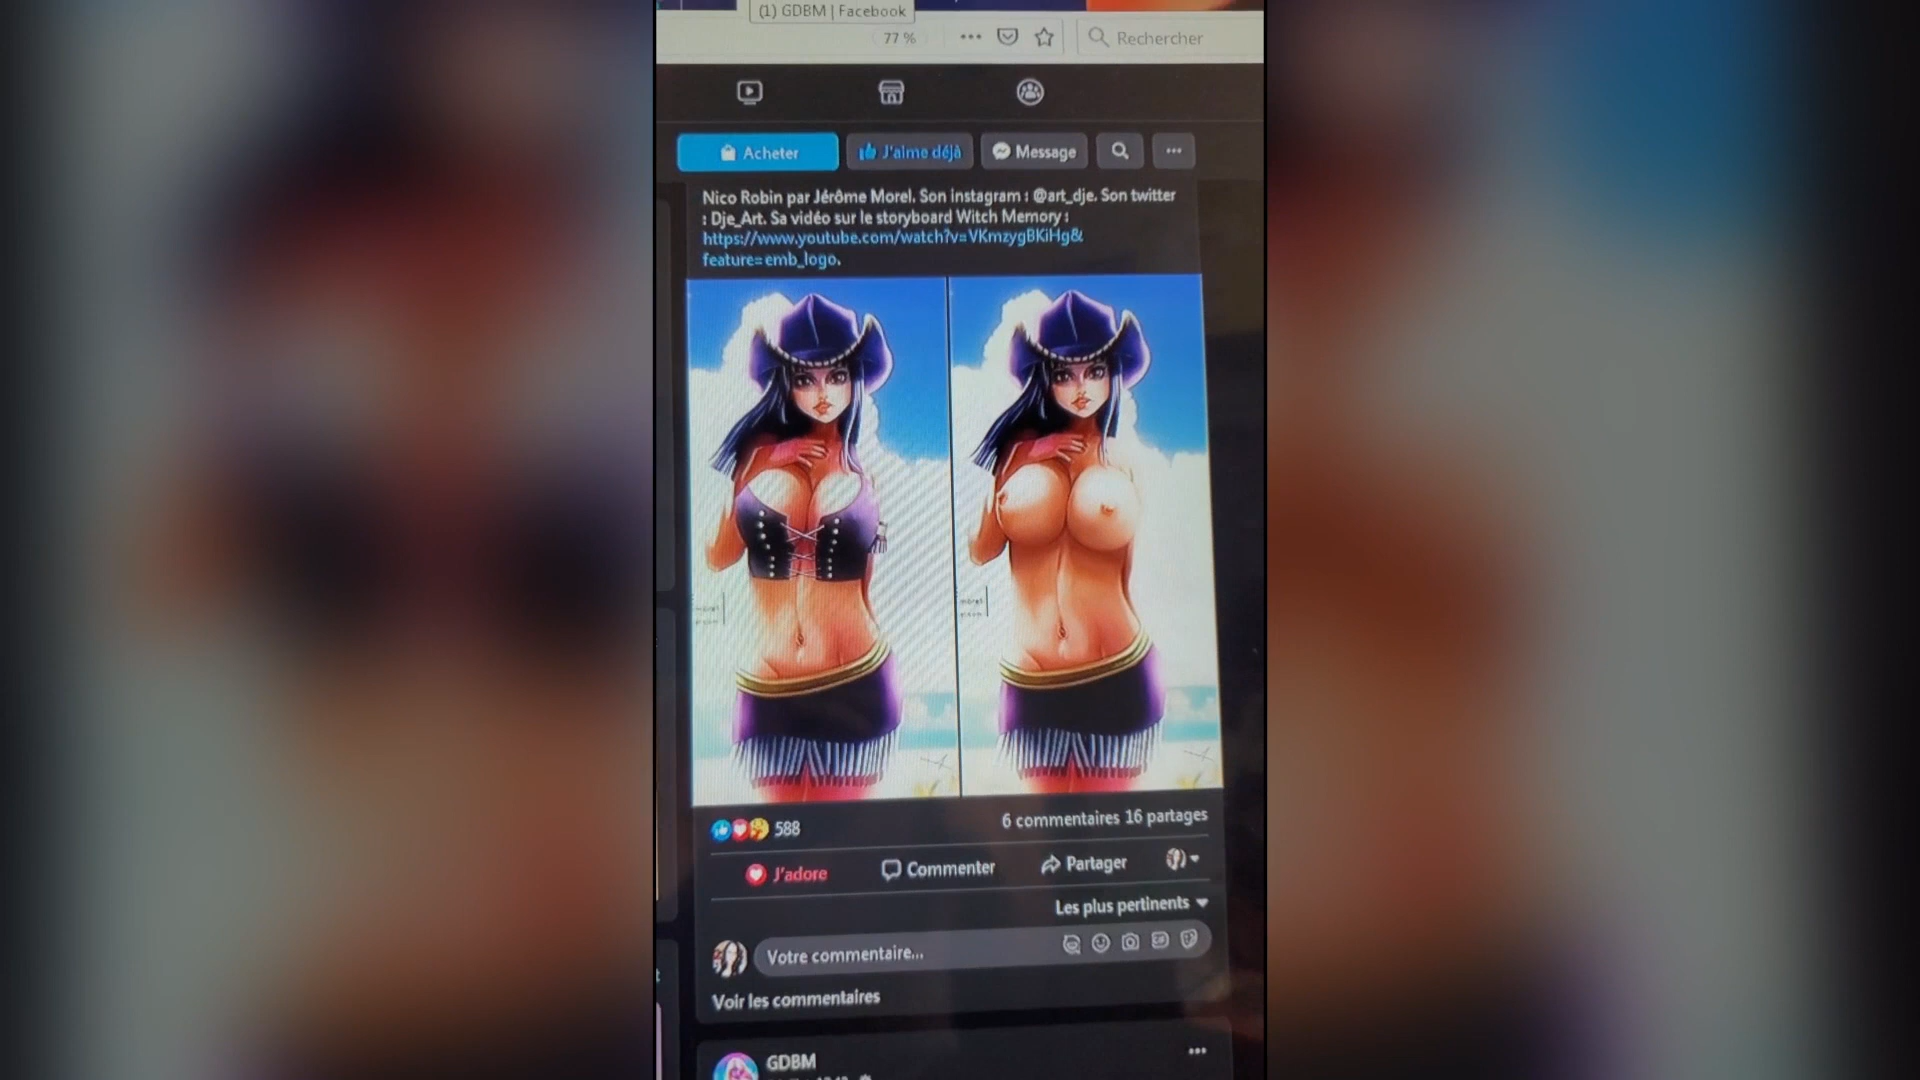 (1) GDBM | Facebook
77 %
Rechercher
Acheter
J'aime déjà
Message
Nico Robin par Jérôme Morel. Son instagram : @art_dje. Son twitter
: Dje_Art. Sa vidéo sur le storyboard Witch Memory :
https://www.youtube.com/watch?v=VKmzygBKiHg&
feature=emb_logo.
588
6 commentaires 16 partages
J'adore
Commenter
Partager
Les plus pertinents
Votre commentaire...
GIF
Voir les commentaires
GDBM